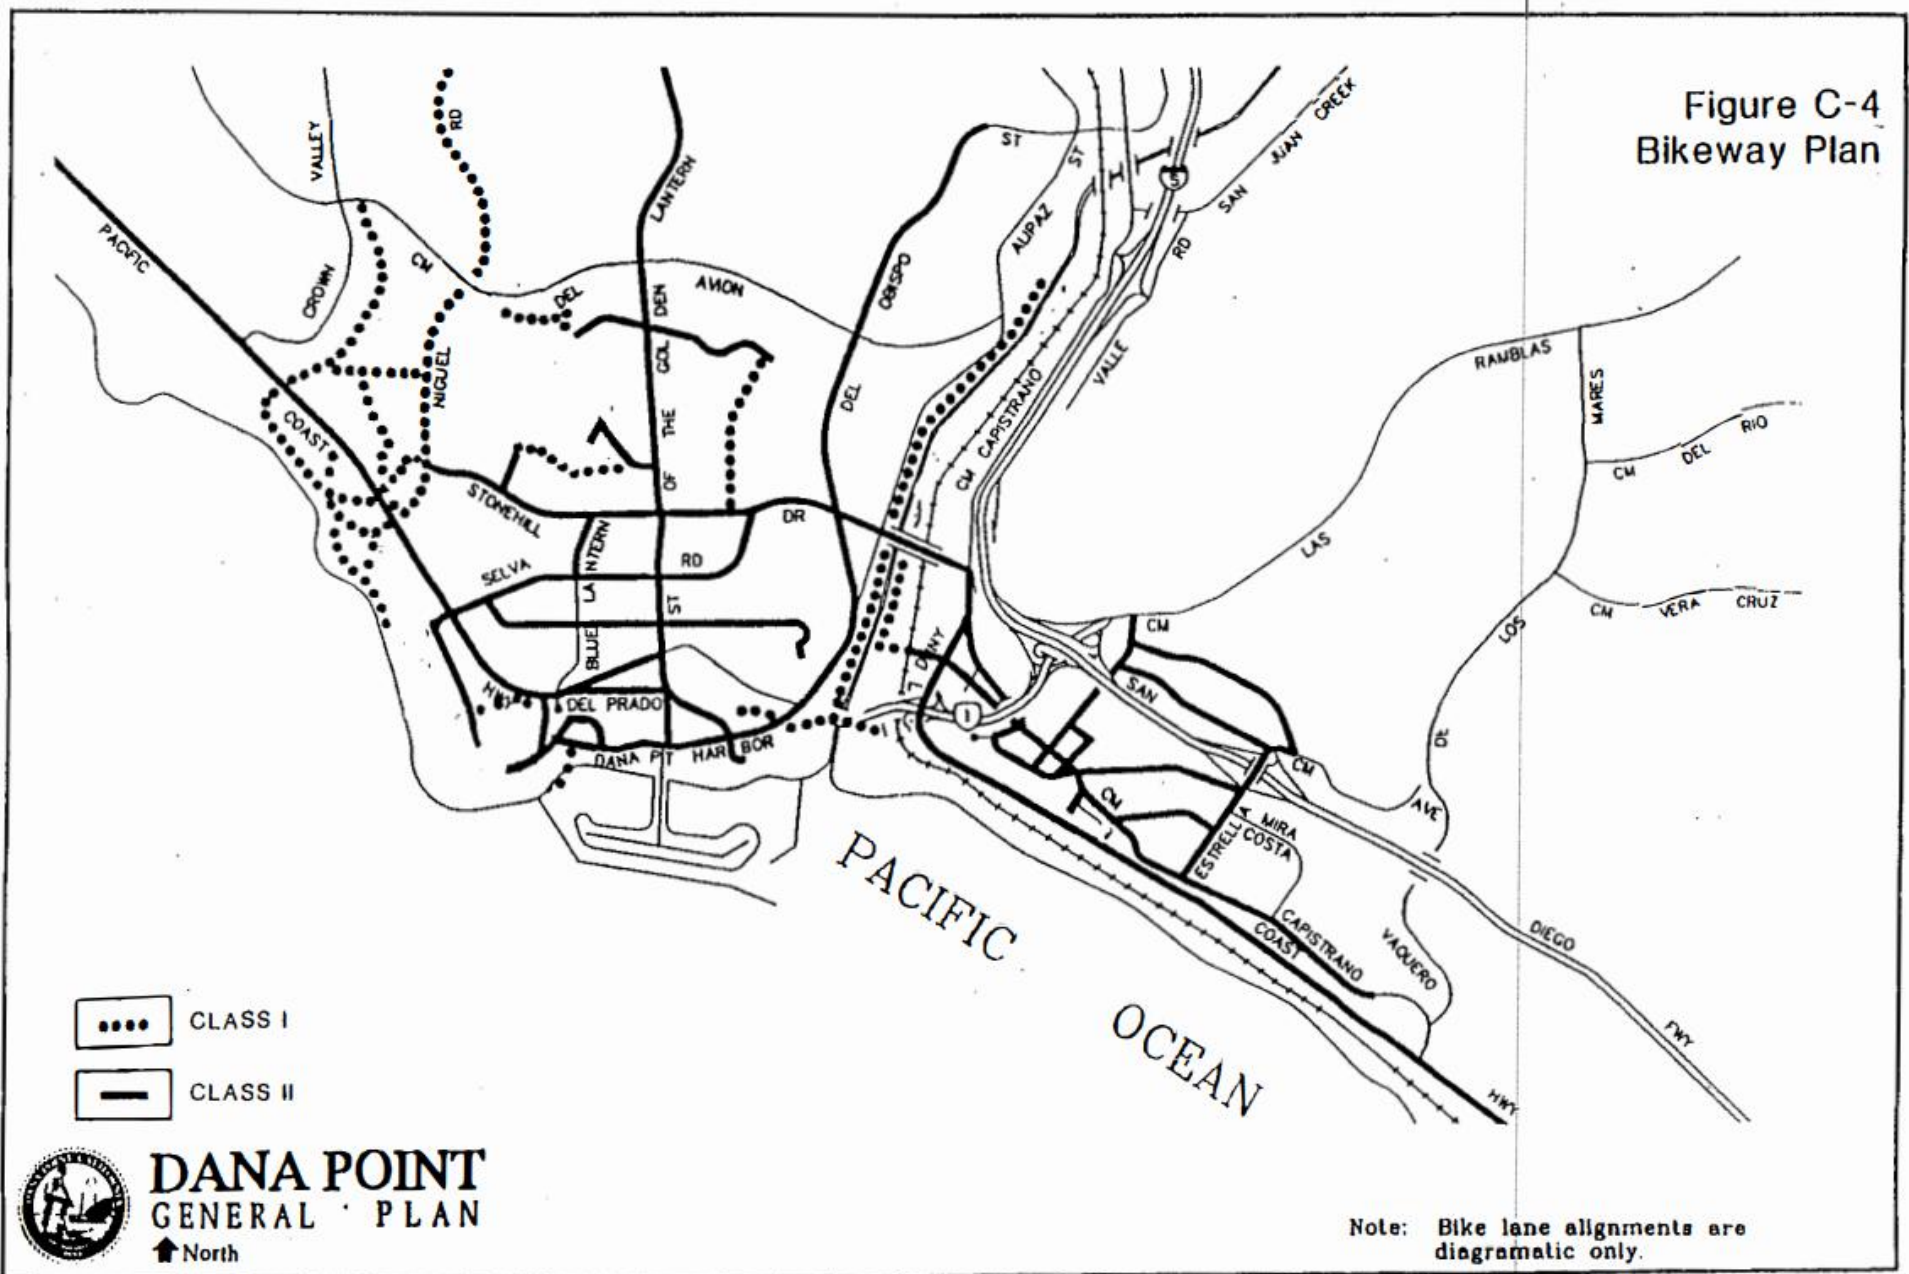 Figure C-4
Bikeway Plan
VALLEY
RD
LANTERN
ST
ST
ALIPAZ
5
SAN JUAN CREEK
RD
PACIFIC
CROWN
CM
DEL
AVION
OBISPO
GOLDEN
NIGUEL
DEL
VALLE
CM CAPISTRANO
RAMBLAS
MARES
CM DEL RIO
COAST
THE
OF
STONEHILL
DR
LAS
SELVA
RD
BLUE LANTERN
ST
CM VERA CRUZ
LOS
CM
SAN
HWY
DEL PRADO
1
DANA PT HARBOR
DE
CM
AVE
CM
MIRA
COSTA
ESTRELLA
CAPISTRANO
COAST
VAQUERO
DIEGO
FWY
HWY
PACIFIC
OCEAN
CLASS I
CLASS II
DANA POINT
GENERAL PLAN
North
Note: Bike lane alignments are
diagramatic only.